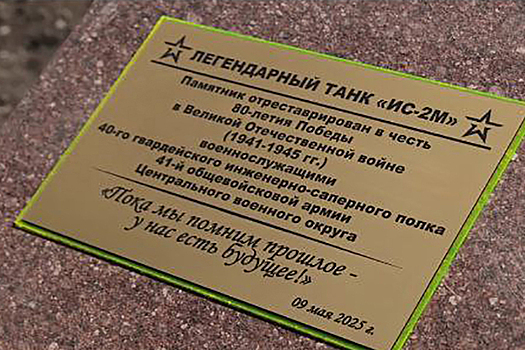 ЛЕГЕНДАРНЫЙ ТАНК «ИС-2М»
Памятник отреставрирован в честь
80-летия Победы
в Великой Отечественной войне
(1941-1945 гг.)
военнослужащими
40-го гвардейского инженерно-саперного полка
41-й общевойсковой армии
Центрального военного округа
«Пока мы помним прошлое -
у нас есть будущее!»
09 мая 2025 г.